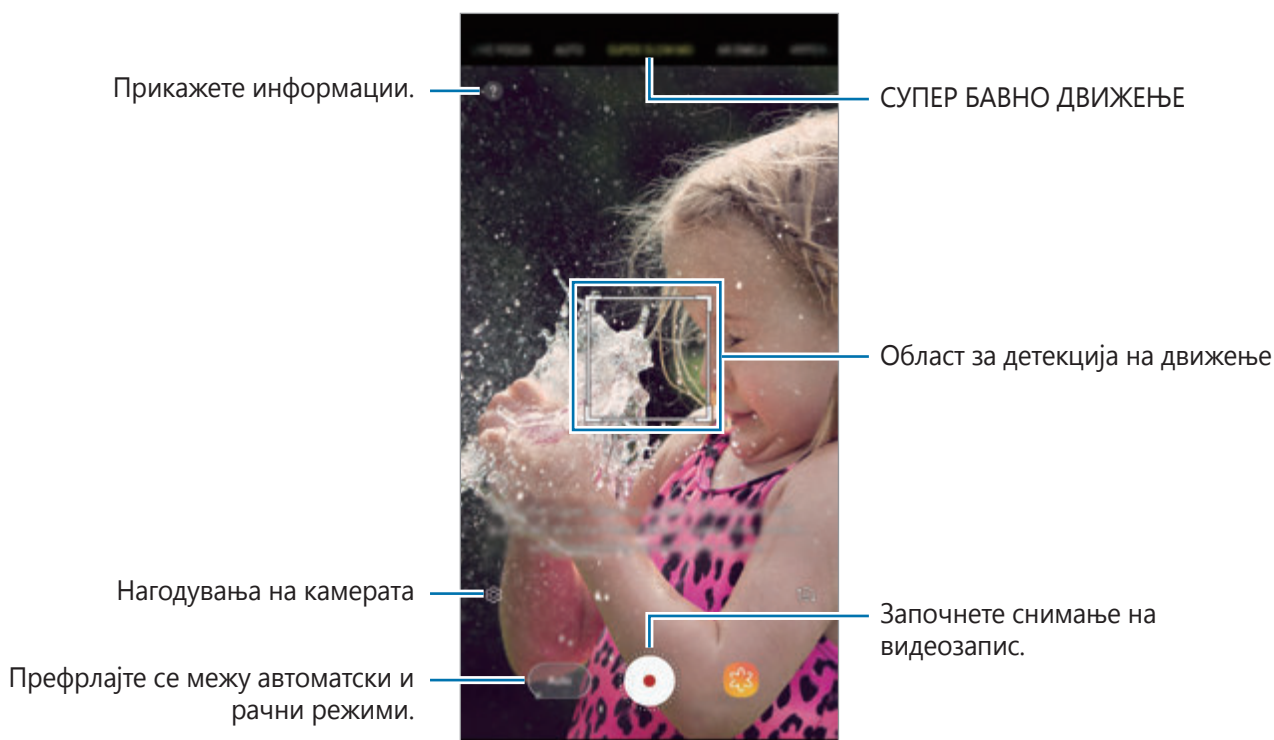 Прикажете информации.
СУПЕР БАВНО ДВИЖЕЊЕ
Област за детекција на движење
Нагодувања на камерата
Започнете снимање на
видеозапис.
Префрлајте се межу автоматски и
рачни режими.